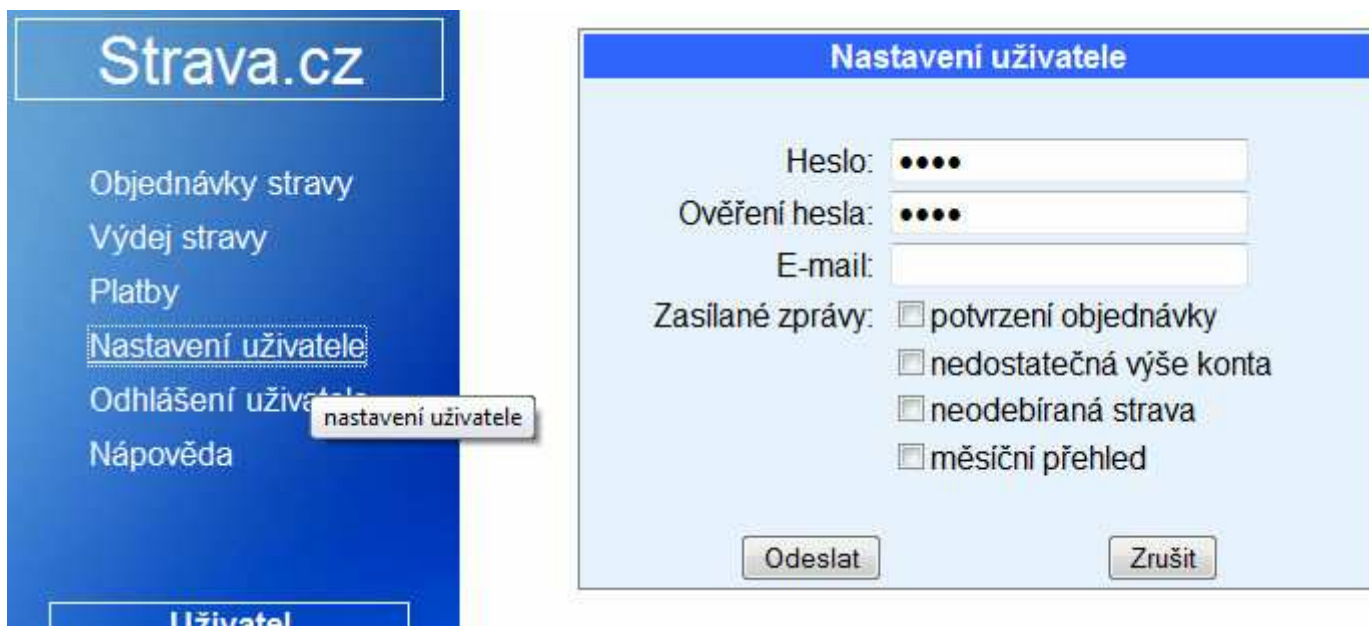 Strava.cz
Objednávky stravy
Výdej stravy
Platby
Nastavení uživatele
Odhlášení uživatele
nastavení uživatele
Nápověda
Uživatel
Nastavení uživatele
Heslo: ••••
Ověření hesla: ••••
E-mail:
Zasílané zprávy: potvrzení objednávky
nedostatečná výše konta
neodebíraná strava
měsíční přehled
Odeslat Zrušit